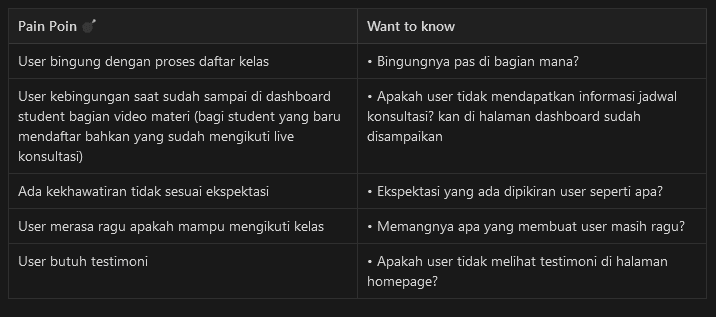 Pain Poin 💣
Want to know
User bingung dengan proses daftar kelas
• Bingungnya pas di bagian mana?
User kebingungan saat sudah sampai di dashboard
student bagian video materi (bagi student yang baru
mendaftar bahkan yang sudah mengikuti live
konsultasi)
• Apakah user tidak mendapatkan informasi jadwal
konsultasi? kan di halaman dashboard sudah
disampaikan
Ada kekhawatiran tidak sesuai ekspektasi
• Ekspektasi yang ada dipikiran user seperti apa?
User merasa ragu apakah mampu mengikuti kelas
• Memangnya apa yang membuat user masih ragu?
User butuh testimoni
• Apakah user tidak melihat testimoni di halaman
homepage?